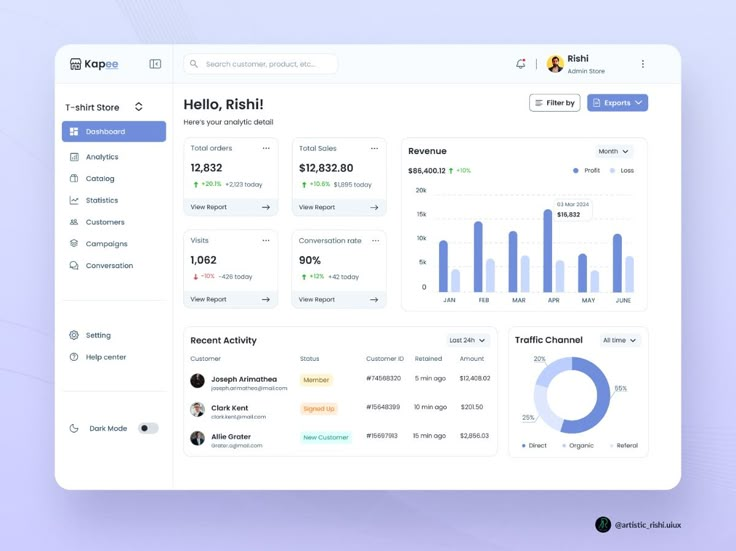 Kapee
Search customer, product, etc...
Rishi
Admin Store
T-shirt Store
Dashboard
Analytics
Catalog
Statistics
Customers
Campaigns
Conversation
Setting
Help center
Dark Mode
Hello, Rishi!
Here's your analytic detail
Filter by
Exports
Total orders
12,832
+20.1% +2,123 today
View Report
Total Sales
$12,832.80
+10.6% $1,895 today
View Report
Visits
1,062
-10% -426 today
View Report
Conversation rate
90%
+12% +42 today
View Report
Revenue
Month
$86,400.12 +10%
Profit Loss
20k
15k
10k
5k
0
03 Mar 2024
$16,832
JAN FEB MAR APR MAY JUNE
Recent Activity
Last 24h
Customer Status Customer ID Retained Amount
Joseph Arimathea Member #74568320 5 min ago $12,408.02
joseph.arimathea@mail.com
Clark Kent Signed Up #15648399 10 min ago $201.50
clark.kent@mail.com
Allie Grater New Customer #15697913 15 min ago $2,856.03
Grater.a@mail.com
Traffic Channel
All time
20%
55%
25%
Direct Organic Referal
@artistic_rishi.uiux